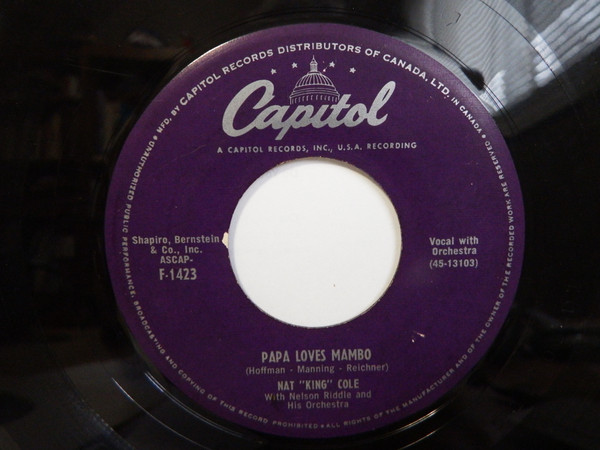 MFD. BY CAPITOL RECORDS DISTRIBUTORS OF CANADA, LTD. IN CANADA ★ ALL RIGHTS OF THE MANUFACTURER AND OF THE OWNER OF THE RECORDED WORK ARE RESERVED ★ UNAUTHORIZED PUBLIC PERFORMANCE, BROADCASTING AND COPYING OF THIS RECORD PROHIBITED
Capitol
A CAPITOL RECORDS, INC., U.S.A. RECORDING
Shapiro, Bernstein
& Co., Inc.
ASCAP-
F-1423
Vocal with
Orchestra
(45-13103)
PAPA LOVES MAMBO
(Hoffman - Manning - Reichner)
NAT "KING" COLE
With Nelson Riddle and
His Orchestra